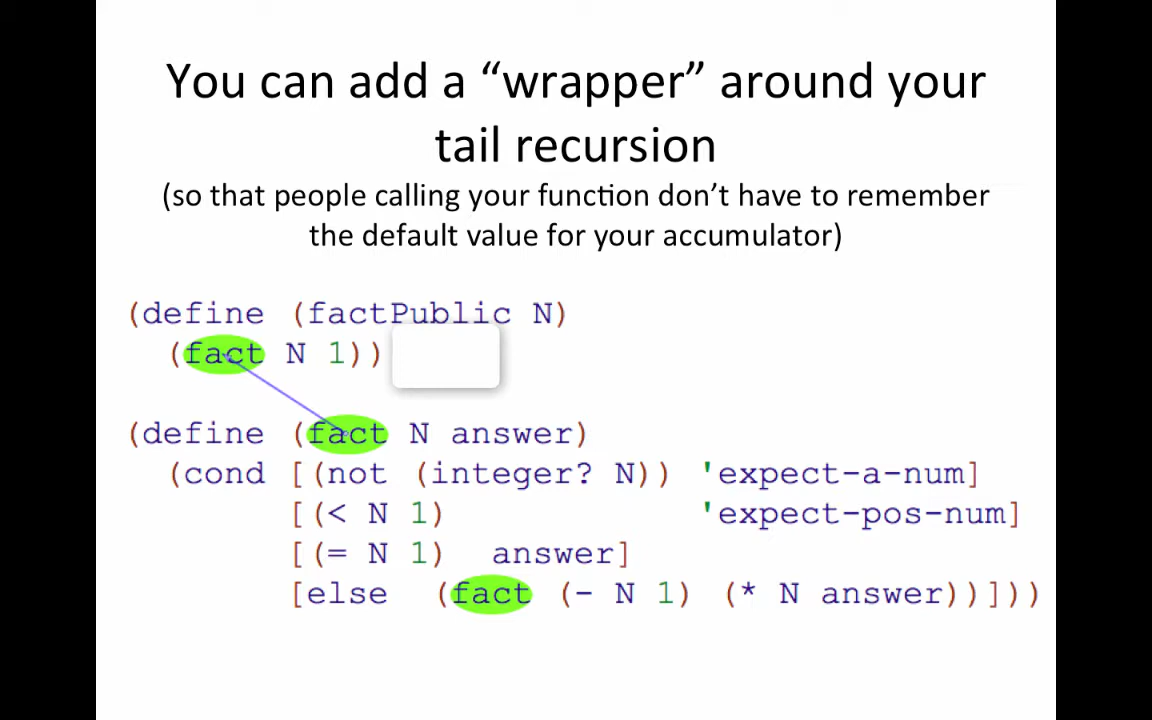 You can add a “wrapper” around your
tail recursion
(so that people calling your function don’t have to remember
the default value for your accumulator)
(define (factPublic N)
(fact N 1))
(define (fact N answer)
(cond [(not (integer? N)) 'expect-a-num]
[(< N 1) 'expect-pos-num]
[(= N 1) answer]
[else (fact (- N 1) (* N answer))]))